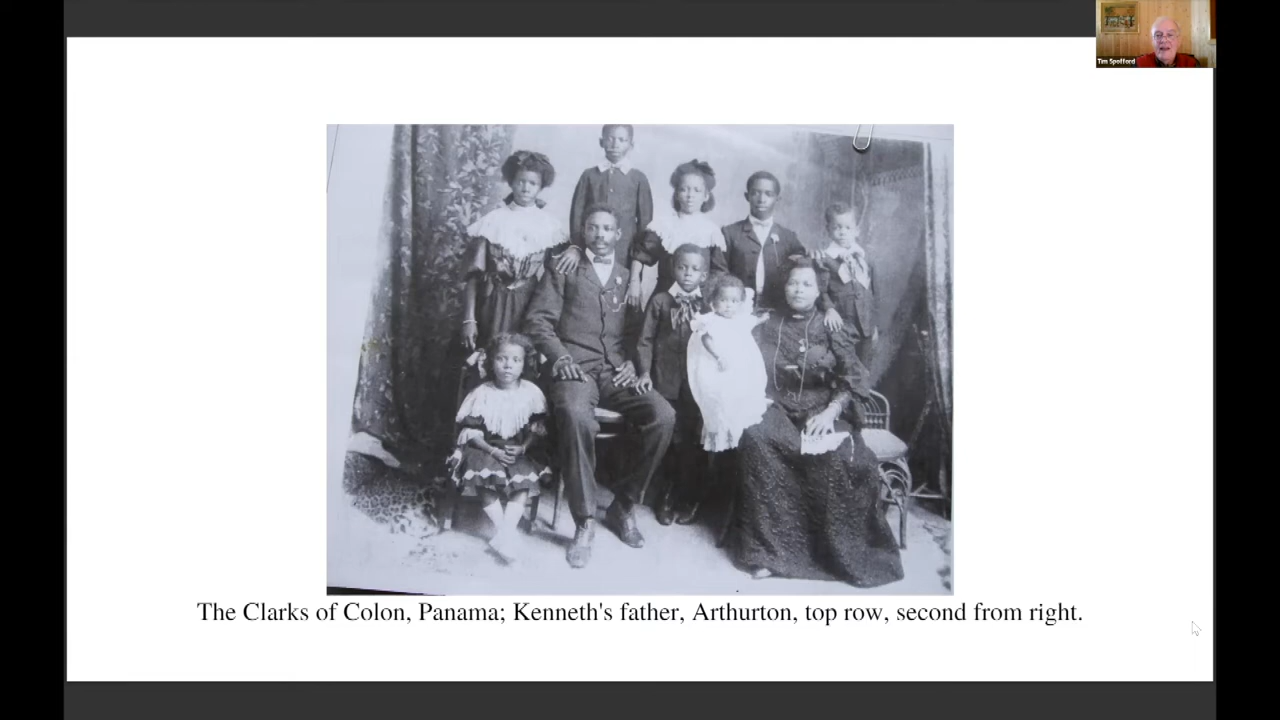 Tim Spofford
The Clarks of Colon, Panama; Kenneth's father, Arthurton, top row, second from right.